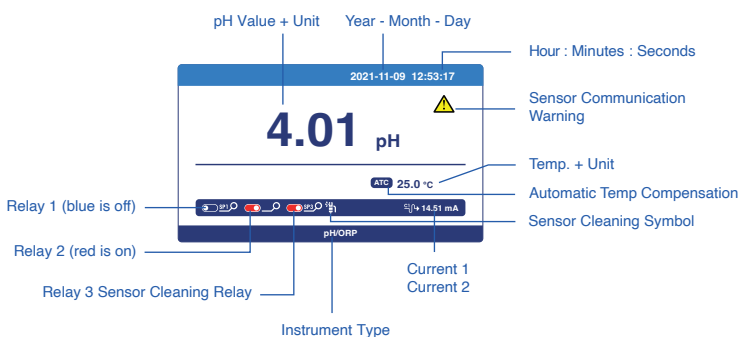 pH Value + Unit
Year - Month - Day
Hour : Minutes : Seconds
2021-11-09 12:53:17
Sensor Communication
Warning
4.01 pH
Temp. + Unit
ATC 25.0 °C
Automatic Temp Compensation
Relay 1 (blue is off)
SP1
SP3
14.51 mA
Sensor Cleaning Symbol
pH/ORP
Relay 2 (red is on)
Current 1
Current 2
Relay 3 Sensor Cleaning Relay
Instrument Type